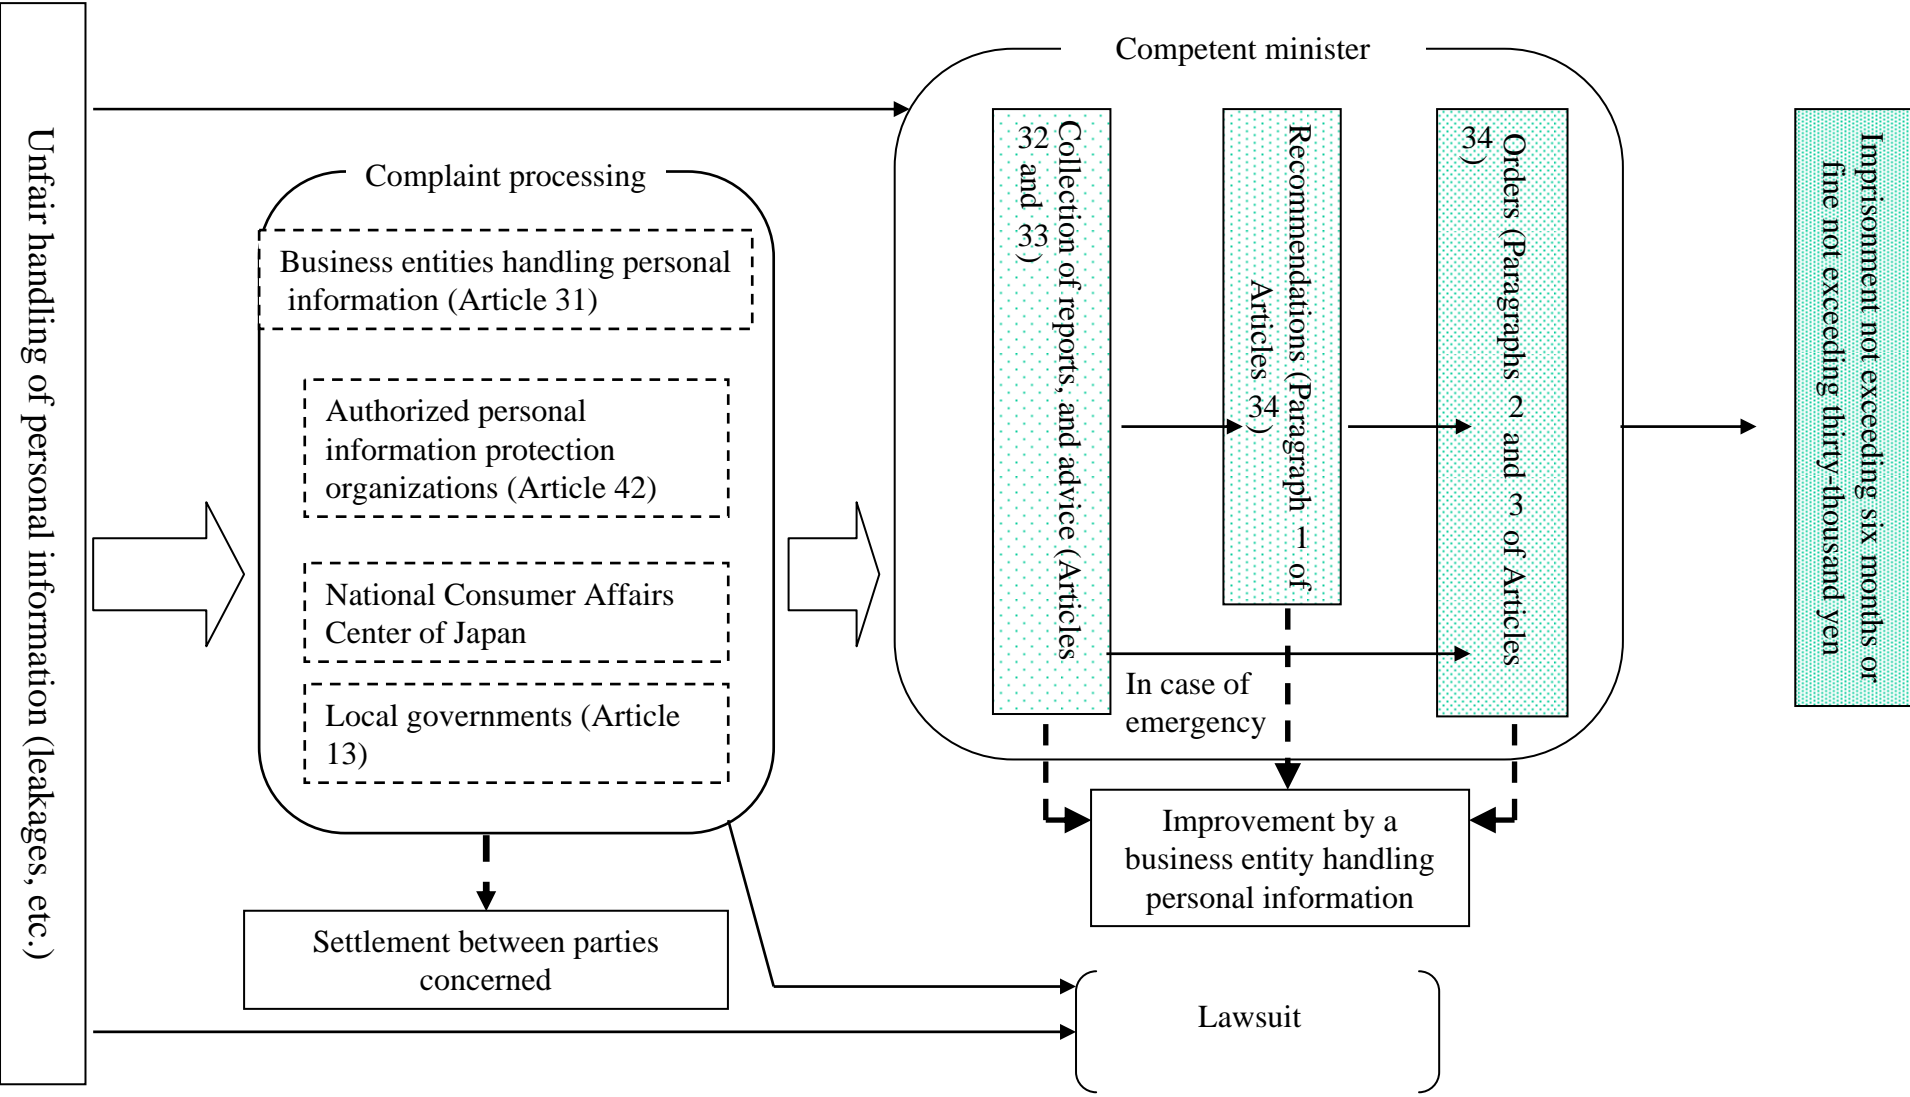 Unfair handling of personal information (leakages, etc.)
Complaint processing
Business entities handling personal
information (Article 31)
Authorized personal
information protection
organizations (Article 42)
National Consumer Affairs
Center of Japan
Local governments (Article
13)
Settlement between parties
concerned
Competent minister
Collection of reports, and advice (Articles
32 and 33)
Recommendations (Paragraph 1 of
Articles 34)
Orders (Paragraphs 2 and 3 of Articles
34)
In case of
emergency
Improvement by a
business entity handling
personal information
Lawsuit
Imprisonment not exceeding six months or
fine not exceeding thirty-thousand yen